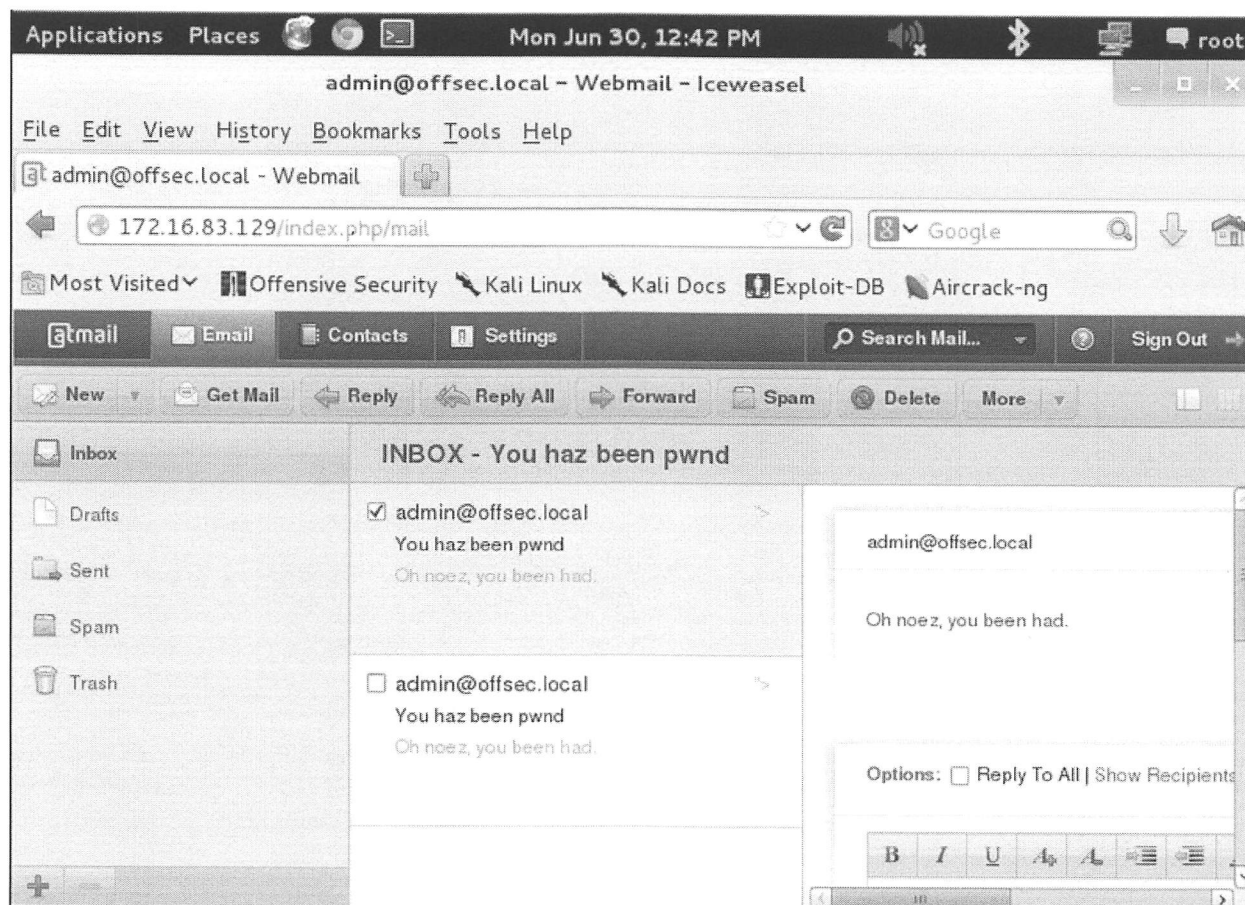 Applications Places Mon Jun 30, 12:42 PM root
admin@offsec.local - Webmail - Iceweasel
File Edit View History Bookmarks Tools Help
admin@offsec.local - Webmail
172.16.83.129/index.php/mail Google
Most Visited Offensive Security Kali Linux Kali Docs Exploit-DB Aircrack-ng
@tmail Email Contacts Settings Search Mail... Sign Out
New Get Mail Reply Reply All Forward Spam Delete More
Inbox
INBOX - You haz been pwnd
Drafts
Sent
Spam
Trash
admin@offsec.local
You haz been pwnd
Oh noez, you been had.
admin@offsec.local
You haz been pwnd
Oh noez, you been had.
admin@offsec.local
Oh noez, you been had.
Options: Reply To All | Show Recipients
B I U A A